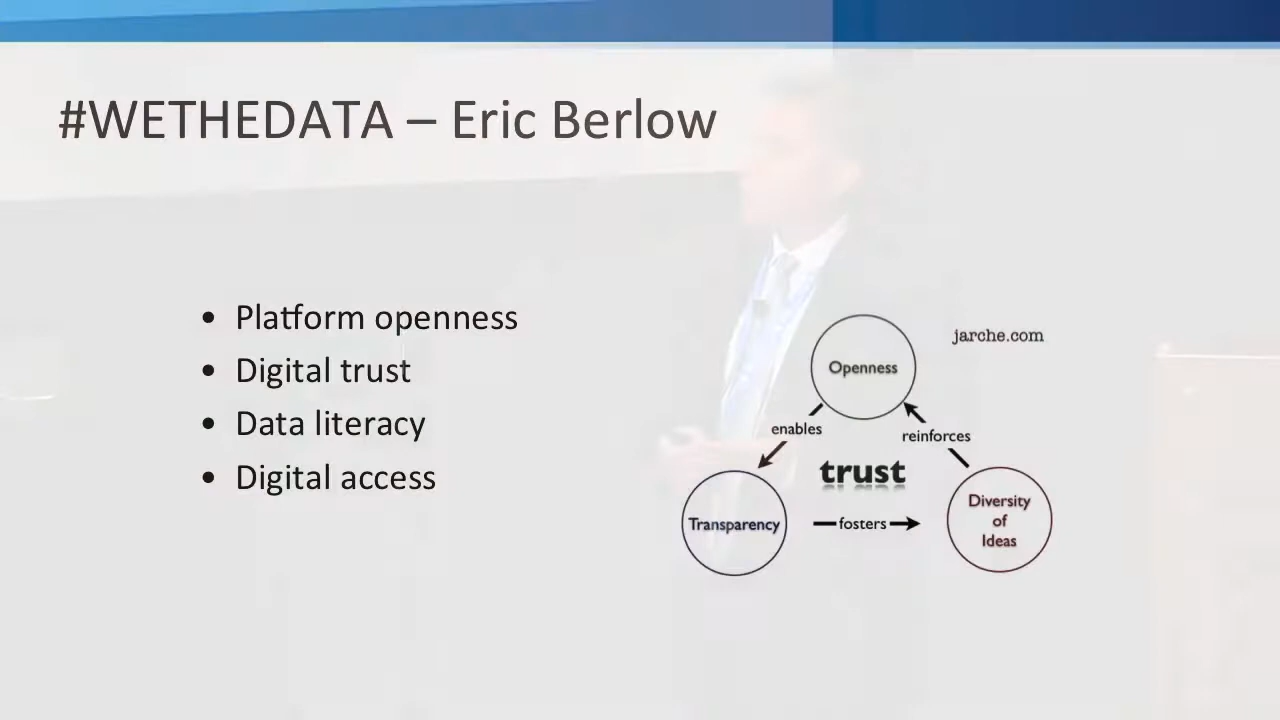 #WETHEDATA – Eric Berlow
• Platform openness
• Digital trust
• Data literacy
• Digital access
jarche.com
Openness
enables
reinforces
trust
Transparency
fosters
Diversity
of
Ideas